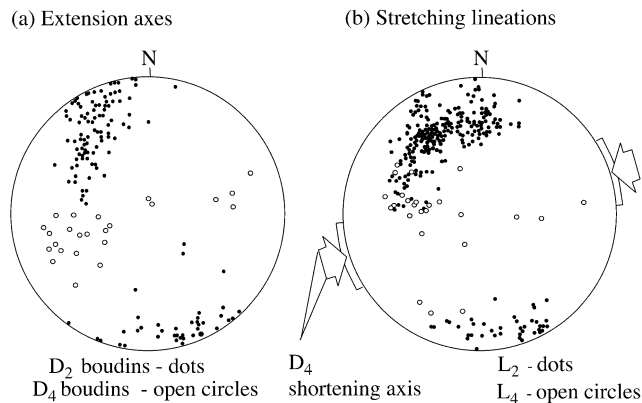 (a) Extension axes
(b) Stretching lineations
N
N
D₂ boudins - dots
D₄ boudins - open circles
D₄
shortening axis
L₂ - dots
L₄ - open circles